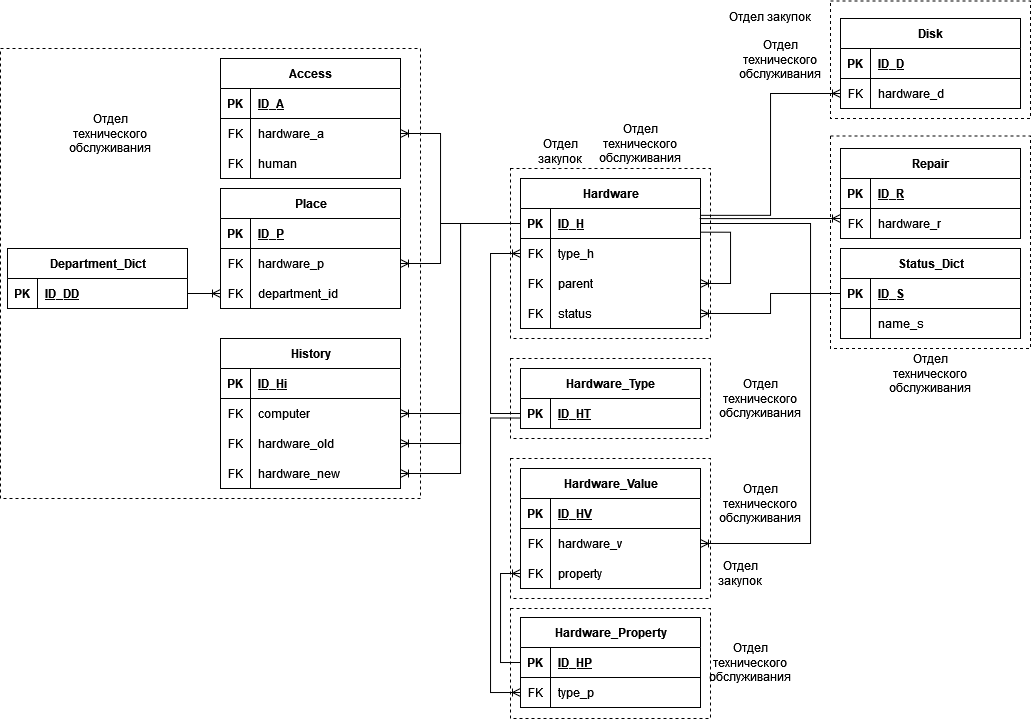 Отдел
технического
обслуживания
Access
PK ID_A
FK hardware_a
FK human
Place
PK ID_P
FK hardware_p
FK department_id
Department_Dict
PK ID_DD
History
PK ID_Hi
FK computer
FK hardware_old
FK hardware_new
Отдел
закупок
Отдел
технического
обслуживания
Hardware
PK ID_H
FK type_h
FK parent
FK status
Hardware_Type
PK ID_HT
Отдел
технического
обслуживания
Hardware_Value
PK ID_HV
FK hardware_v
FK property
Отдел
технического
обслуживания
Отдел
закупок
Hardware_Property
PK ID_HP
FK type_p
Отдел
технического
обслуживания
Отдел закупок
Отдел
технического
обслуживания
Disk
PK ID_D
FK hardware_d
Repair
PK ID_R
FK hardware_r
Status_Dict
PK ID_S
name_s
Отдел
технического
обслуживания